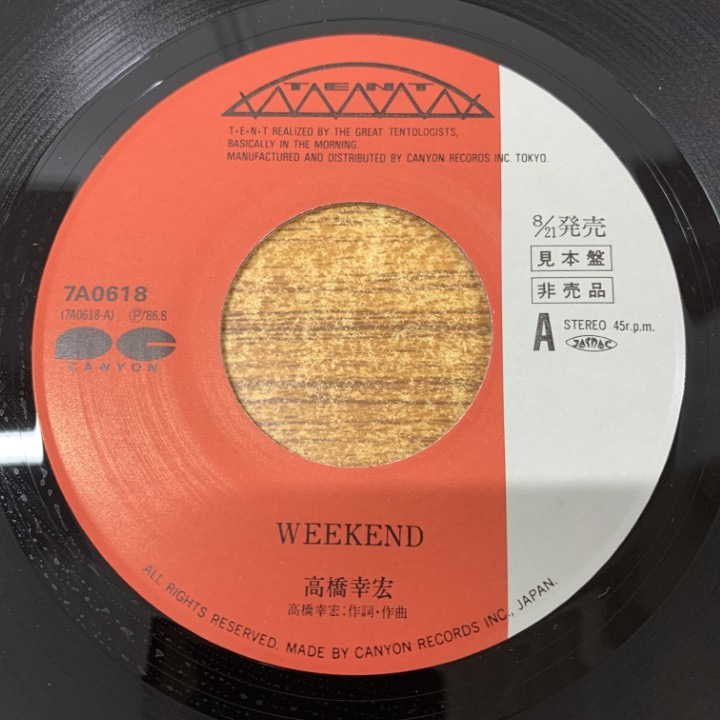 T·E·N·T
T·E·N·T REALIZED BY THE GREAT TENTOLOGISTS,
BASICALLY IN THE MORNING
MANUFACTURED AND DISTRIBUTED BY CANYON RECORDS INC. TOKYO.
8/21発売
見本盤
非売品
A STEREO 45r.p.m.
JASRAC
7A0618
(7A0618-A) Ⓟ'86.8
CANYON
WEEKEND
高橋幸宏
高橋幸宏:作詞・作曲
ALL RIGHTS RESERVED. MADE BY CANYON RECORDS INC., JAPAN.